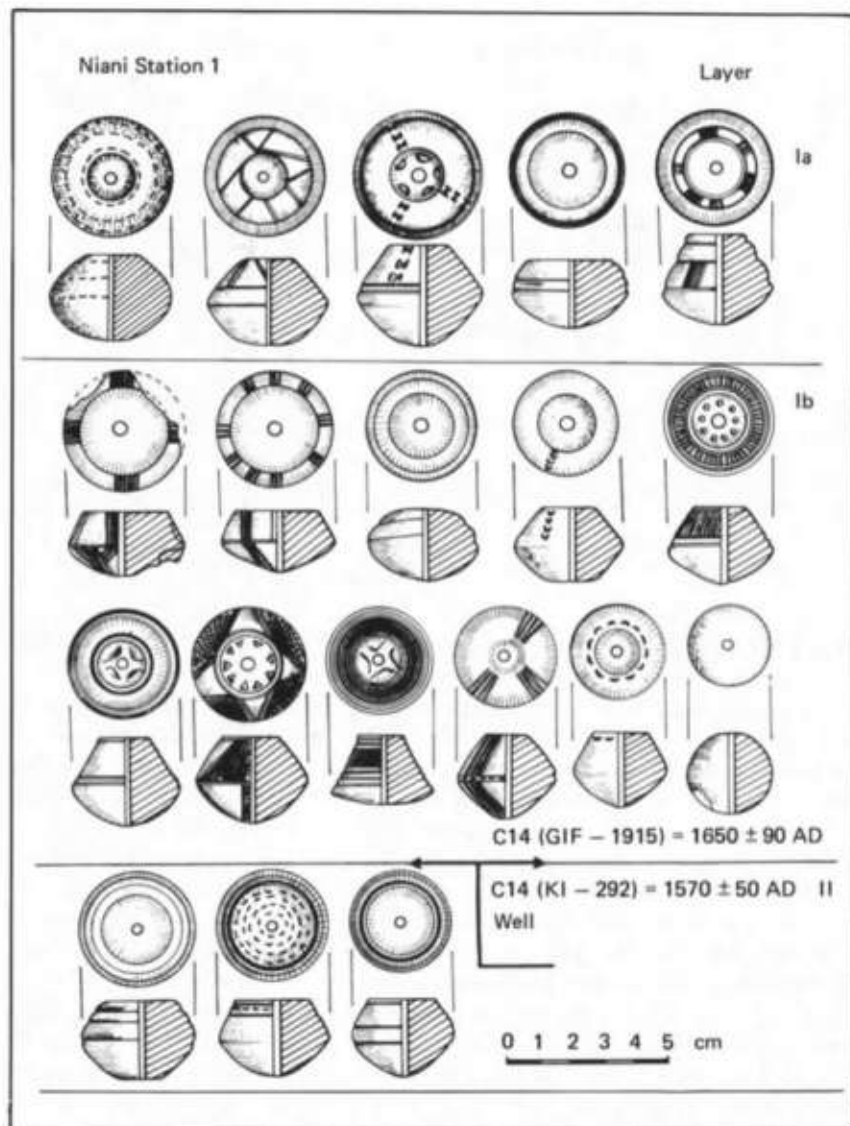 Niani Station 1
Layer
Ia
Ib
C14 (GIF – 1915) = 1650 ± 90 AD
C14 (KI – 292) = 1570 ± 50 AD II
Well
0 1 2 3 4 5 cm